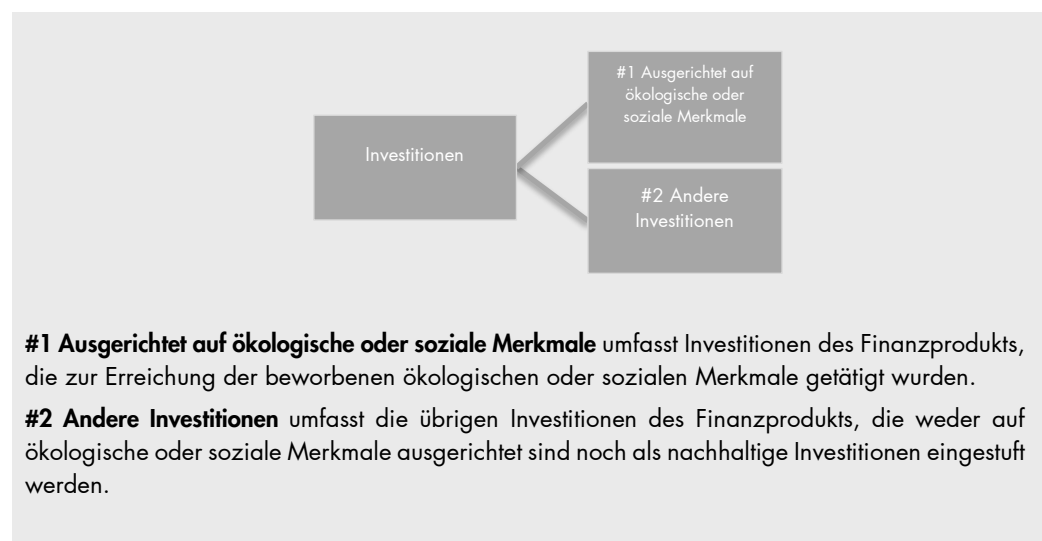 #1 Ausgerichtet auf
ökologische oder
soziale Merkmale
Investitionen
#2 Andere
Investitionen
#1 Ausgerichtet auf ökologische oder soziale Merkmale umfasst Investitionen des Finanzprodukts,
die zur Erreichung der beworbenen ökologischen oder sozialen Merkmale getätigt wurden.
#2 Andere Investitionen umfasst die übrigen Investitionen des Finanzprodukts, die weder auf
ökologische oder soziale Merkmale ausgerichtet sind noch als nachhaltige Investitionen eingestuft
werden.